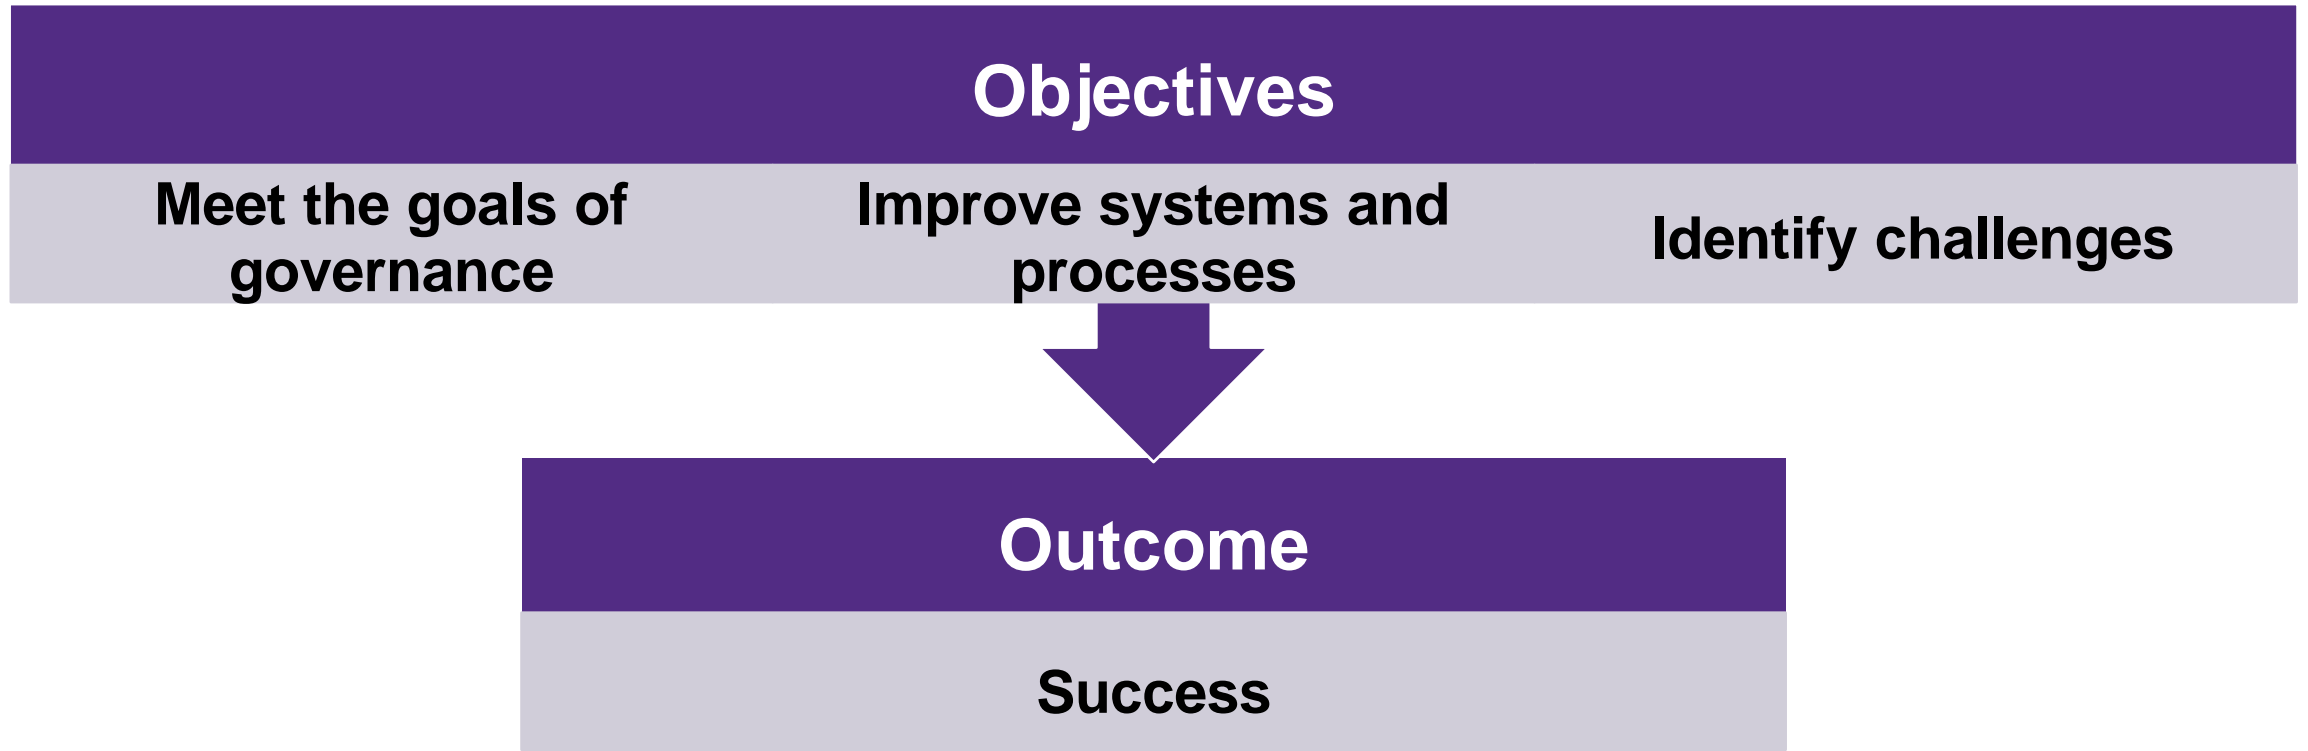 Objectives
Meet the goals of
governance
Improve systems and
processes
Identify challenges
Outcome
Success